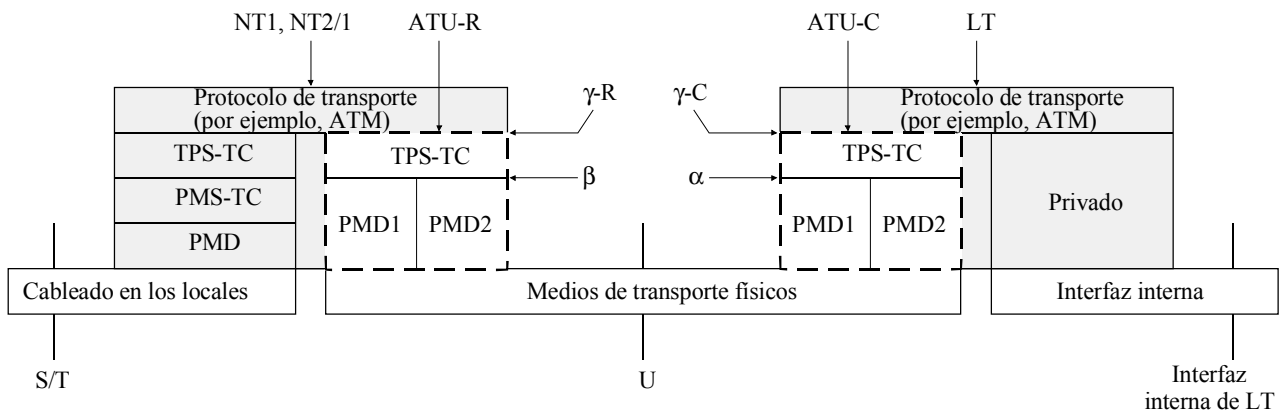 NT1, NT2/1
ATU-R
ATU-C
LT
Protocolo de transporte
(por ejemplo, ATM)
γ-R
γ-C
Protocolo de transporte
(por ejemplo, ATM)
TPS-TC
TPS-TC
TPS-TC
β
α
PMS-TC
PMD1
PMD2
PMD1
PMD2
Privado
PMD
Cableado en los locales
Medios de transporte físicos
Interfaz interna
S/T
U
Interfaz
interna de LT